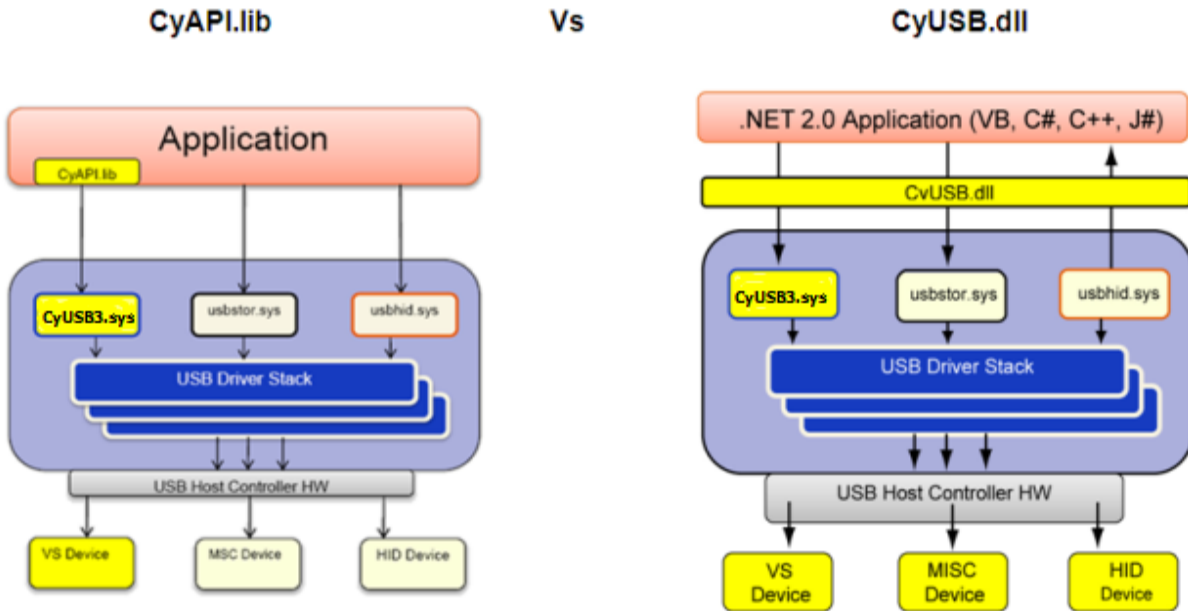 CyAPI.lib Vs CyUSB.dll
Application
CyAPI.lib
CyUSB3.sys
usbstor.sys
usbhid.sys
USB Driver Stack
USB Host Controller HW
VS Device
MSC Device
HID Device
.NET 2.0 Application (VB, C#, C++, J#)
CvUSB.dll
CyUSB3.sys
usbstor.sys
usbhid.sys
USB Driver Stack
USB Host Controller HW
VS
Device
MISC
Device
HID
Device